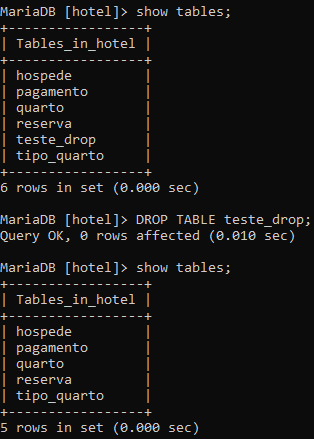 MariaDB [hotel]> show tables;
+-----------------+
| Tables_in_hotel |
+-----------------+
| hospede         |
| pagamento       |
| quarto          |
| reserva         |
| teste_drop      |
| tipo_quarto     |
+-----------------+
6 rows in set (0.000 sec)

MariaDB [hotel]> DROP TABLE teste_drop;
Query OK, 0 rows affected (0.010 sec)

MariaDB [hotel]> show tables;
+-----------------+
| Tables_in_hotel |
+-----------------+
| hospede         |
| pagamento       |
| quarto          |
| reserva         |
| tipo_quarto     |
+-----------------+
5 rows in set (0.000 sec)